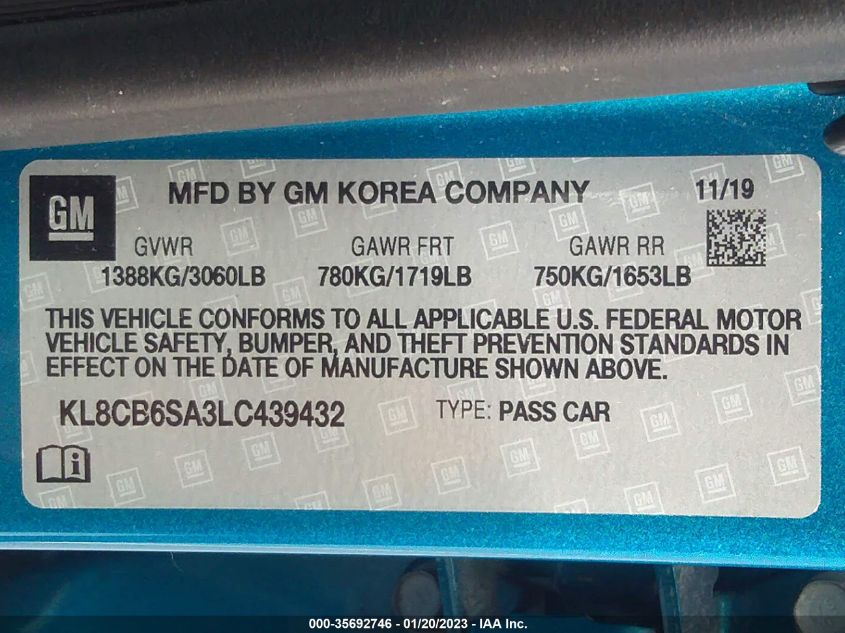 GM MFD BY GM KOREA COMPANY 11/19
GVWR GAWR FRT GAWR RR
1388KG/3060LB 780KG/1719LB 750KG/1653LB
THIS VEHICLE CONFORMS TO ALL APPLICABLE U.S. FEDERAL MOTOR
VEHICLE SAFETY, BUMPER, AND THEFT PREVENTION STANDARDS IN
EFFECT ON THE DATE OF MANUFACTURE SHOWN ABOVE.
KL8CB6SA3LC439432 TYPE: PASS CAR
000-35692746 - 01/20/2023 - IAA Inc.